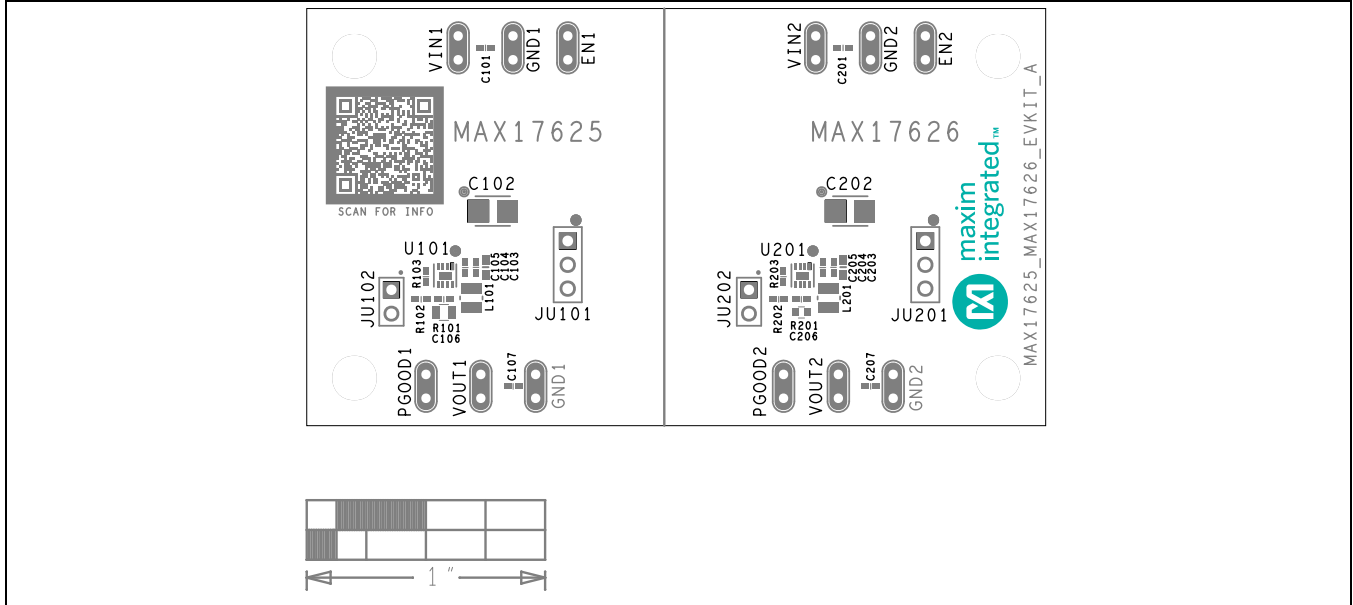 VIN1
C101
GND1
EN1
VIN2
C201
GND2
EN2
MAX17625
MAX17626
SCAN FOR INFO
C102
C202
U101
R103
C105
C104
C103
JU102
R102
L101
R101
C106
JU101
U201
R203
C205
C204
C203
JU202
R202
L201
R201
C206
JU201
PGOOD1
VOUT1
C107
GND1
PGOOD2
VOUT2
C207
GND2
maxim
integrated™
MAX17625_MAX17626_EVKIT_A
1"